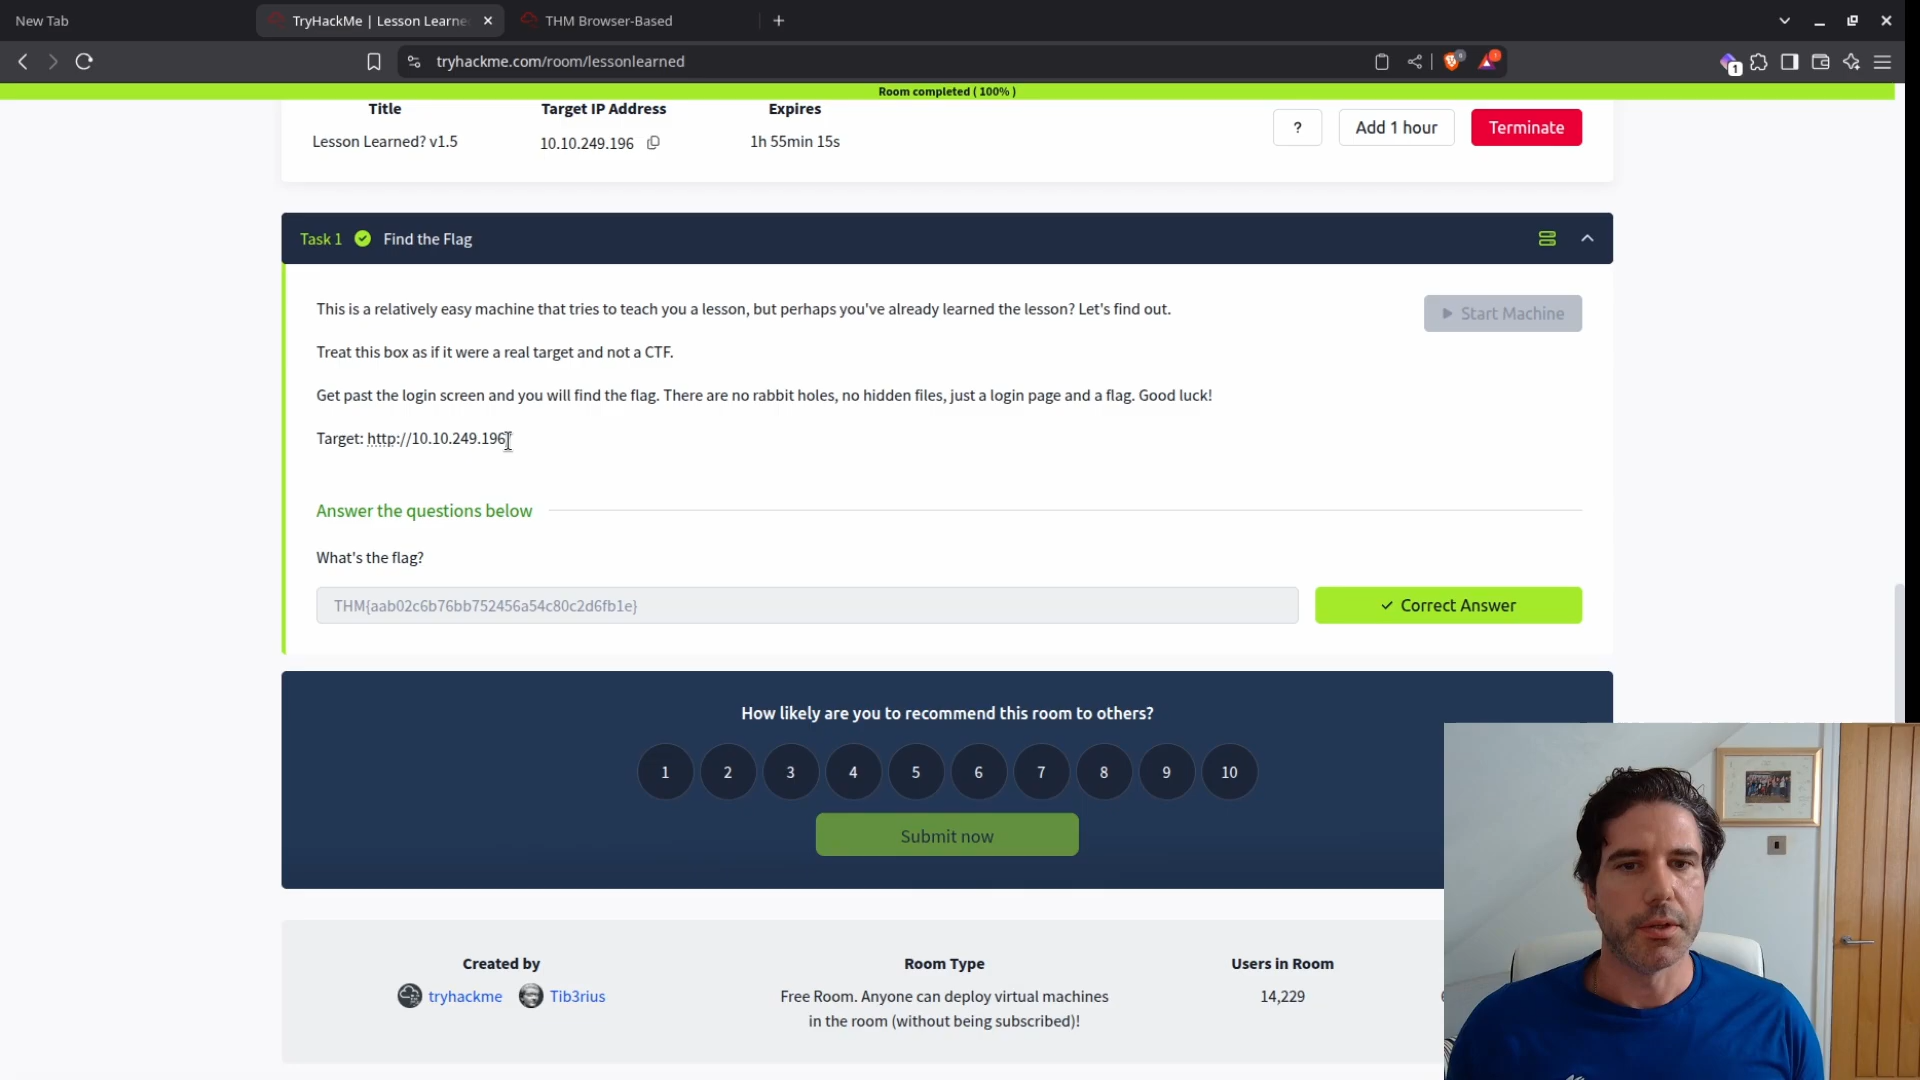 New Tab
TryHackMe | Lesson Learne
THM Browser-Based
tryhackme.com/room/lessonlearned
1
Room completed ( 100% )
Title
Target IP Address
Expires
Lesson Learned? v1.5
10.10.249.196
1h 55min 15s
?
Add 1 hour
Terminate
Task 1
Find the Flag
This is a relatively easy machine that tries to teach you a lesson, but perhaps you've already learned the lesson? Let's find out.
Start Machine
Treat this box as if it were a real target and not a CTF.
Get past the login screen and you will find the flag. There are no rabbit holes, no hidden files, just a login page and a flag. Good luck!
Target: http://10.10.249.196
Answer the questions below
What's the flag?
THM{aab02c6b76bb752456a54c80c2d6fb1e}
Correct Answer
How likely are you to recommend this room to others?
1 2 3 4 5 6 7 8 9 10
Submit now
Created by
Room Type
Users in Room
tryhackme
Tib3rius
Free Room. Anyone can deploy virtual machines
in the room (without being subscribed)!
14,229